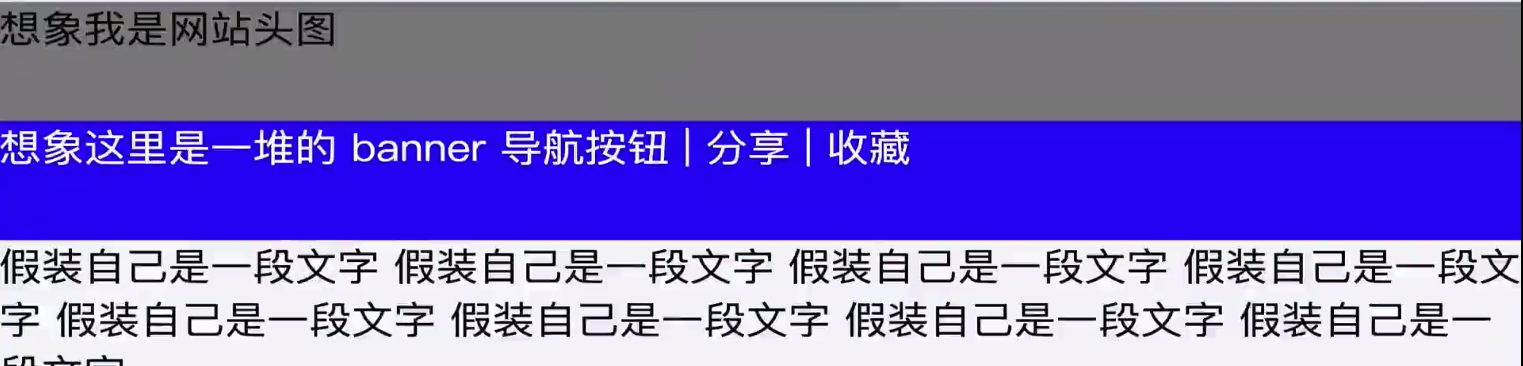 想象我是网站头图
想象这里是一堆的 banner 导航按钮 | 分享 | 收藏
假装自己是一段文字 假装自己是一段文字 假装自己是一段文字 假装自己是一段文
字 假装自己是一段文字 假装自己是一段文字 假装自己是一段文字 假装自己是一
段文字